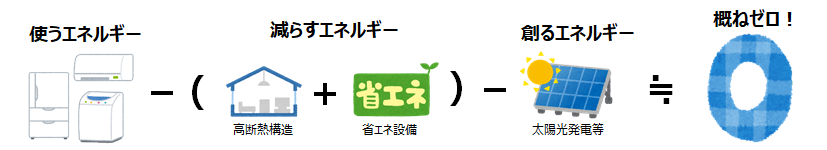 使うエネルギー
－（
減らすエネルギー
高断熱構造
＋
省エネ
省エネ設備
）－
創るエネルギー
太陽光発電等
≒
概ねゼロ！
0